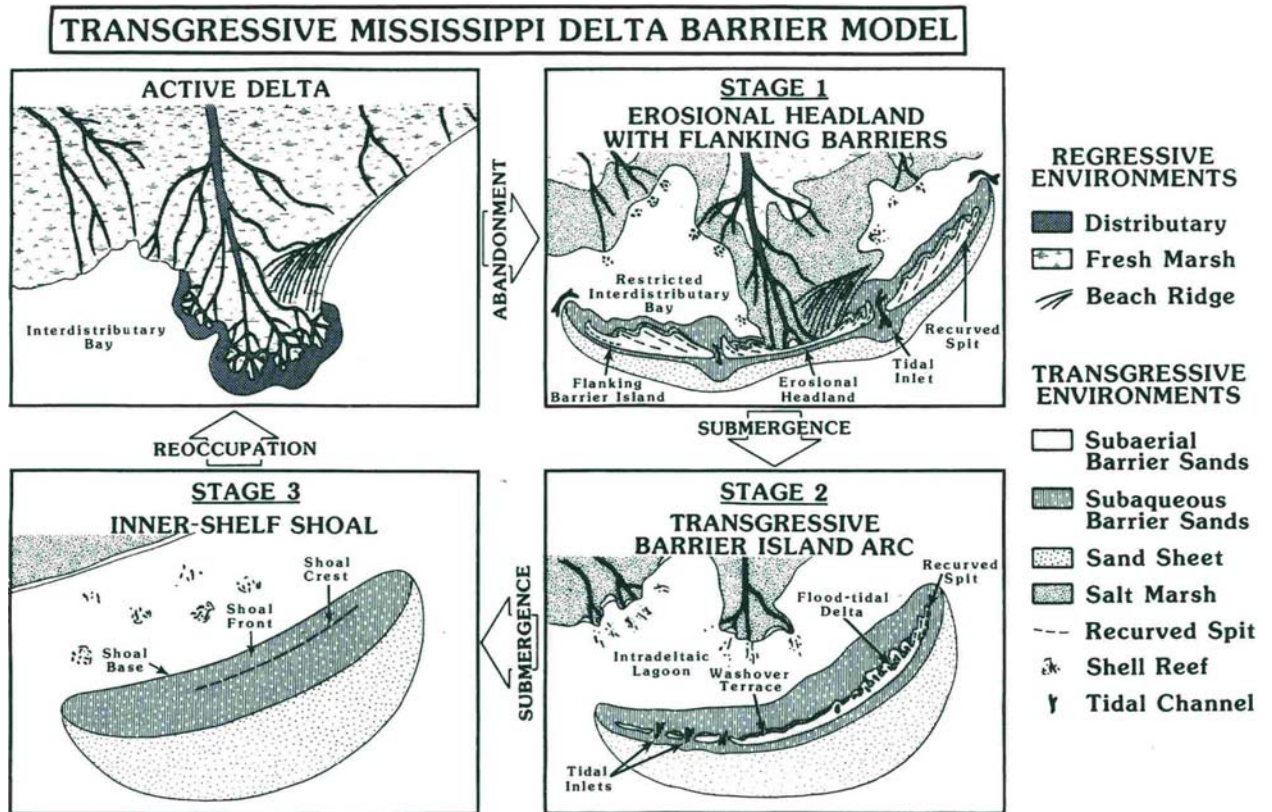 TRANSGRESSIVE MISSISSIPPI DELTA BARRIER MODEL
ACTIVE DELTA
Interdistributary
Bay
ABANDONMENT
STAGE 1
EROSIONAL HEADLAND
WITH FLANKING BARRIERS
Restricted
Interdistributary
Bay
Recurved
Spit
Tidal
Inlet
Flanking
Barrier Island
Erosional
Headland
SUBMERGENCE
STAGE 2
TRANSGRESSIVE
BARRIER ISLAND ARC
Recurved
Spit
Flood-tidal
Delta
Intradeltaic
Lagoon
Washover
Terrace
Tidal
Inlets
SUBMERGENCE
STAGE 3
INNER-SHELF SHOAL
Shoal
Crest
Shoal
Front
Shoal
Base
REOCCUPATION
REGRESSIVE
ENVIRONMENTS
Distributary
Fresh Marsh
Beach Ridge
TRANSGRESSIVE
ENVIRONMENTS
Subaerial
Barrier Sands
Subaqueous
Barrier Sands
Sand Sheet
Salt Marsh
Recurved Spit
Shell Reef
Tidal Channel